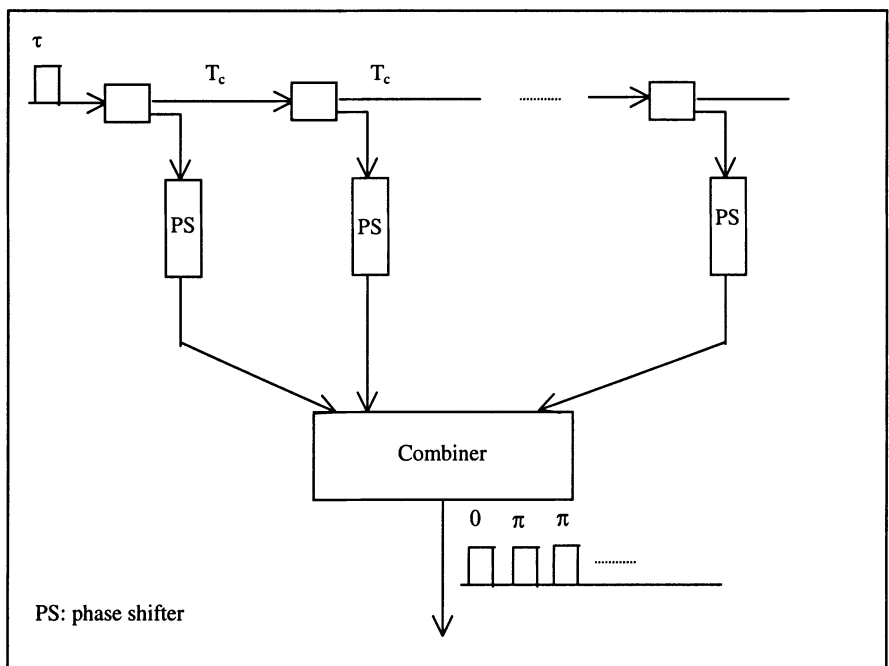 τ
T_c T_c
............
PS PS PS
Combiner
0 π π
............
PS: phase shifter